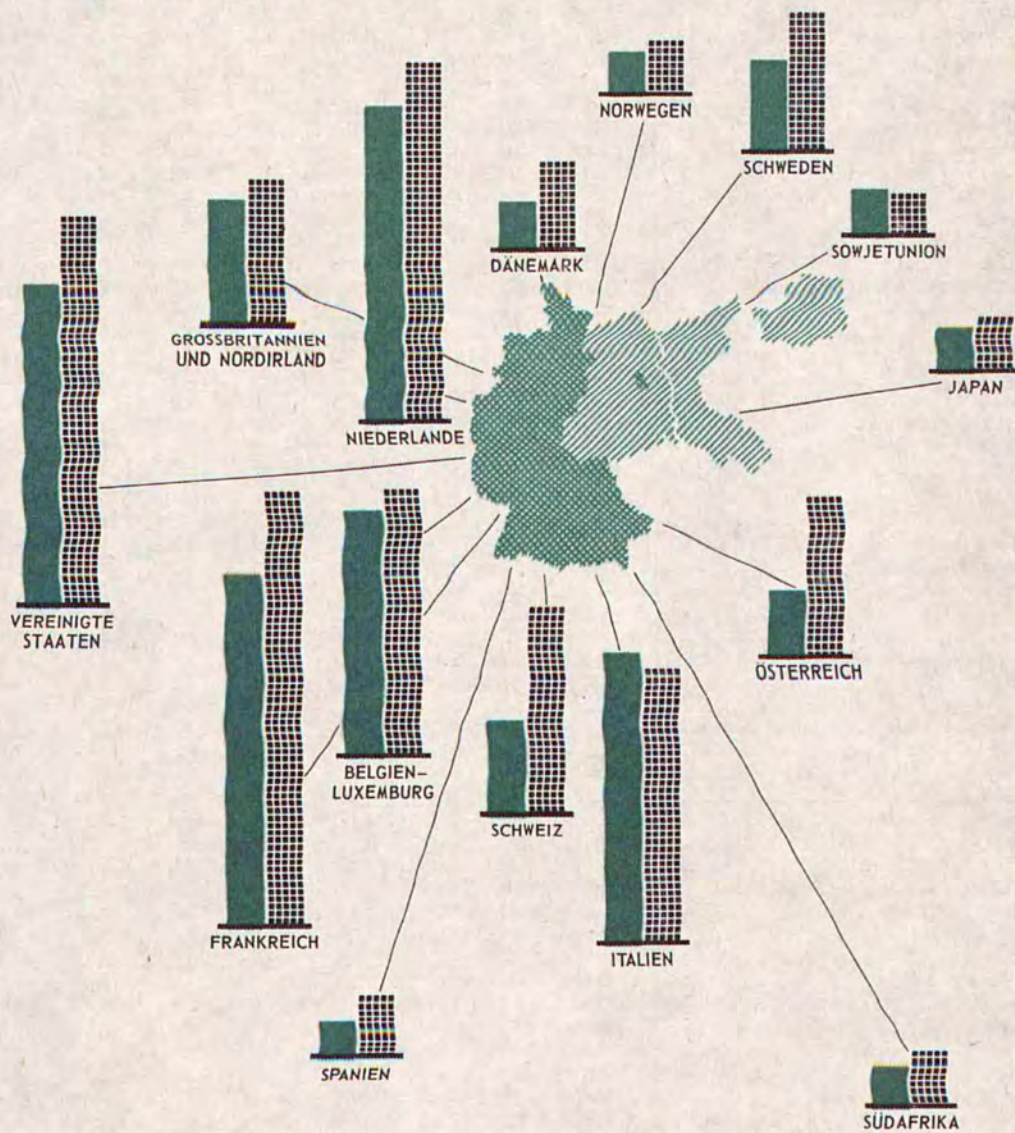 NORWEGEN
SCHWEDEN
DÄNEMARK
SOWJETUNION
GROSSBRITANNIEN
UND NORDIRLAND
JAPAN
NIEDERLANDE
VEREINIGTE
STAATEN
ÖSTERREICH
BELGIEN-
LUXEMBURG
SCHWEIZ
FRANKREICH
ITALIEN
SPANIEN
SÜDAFRIKA